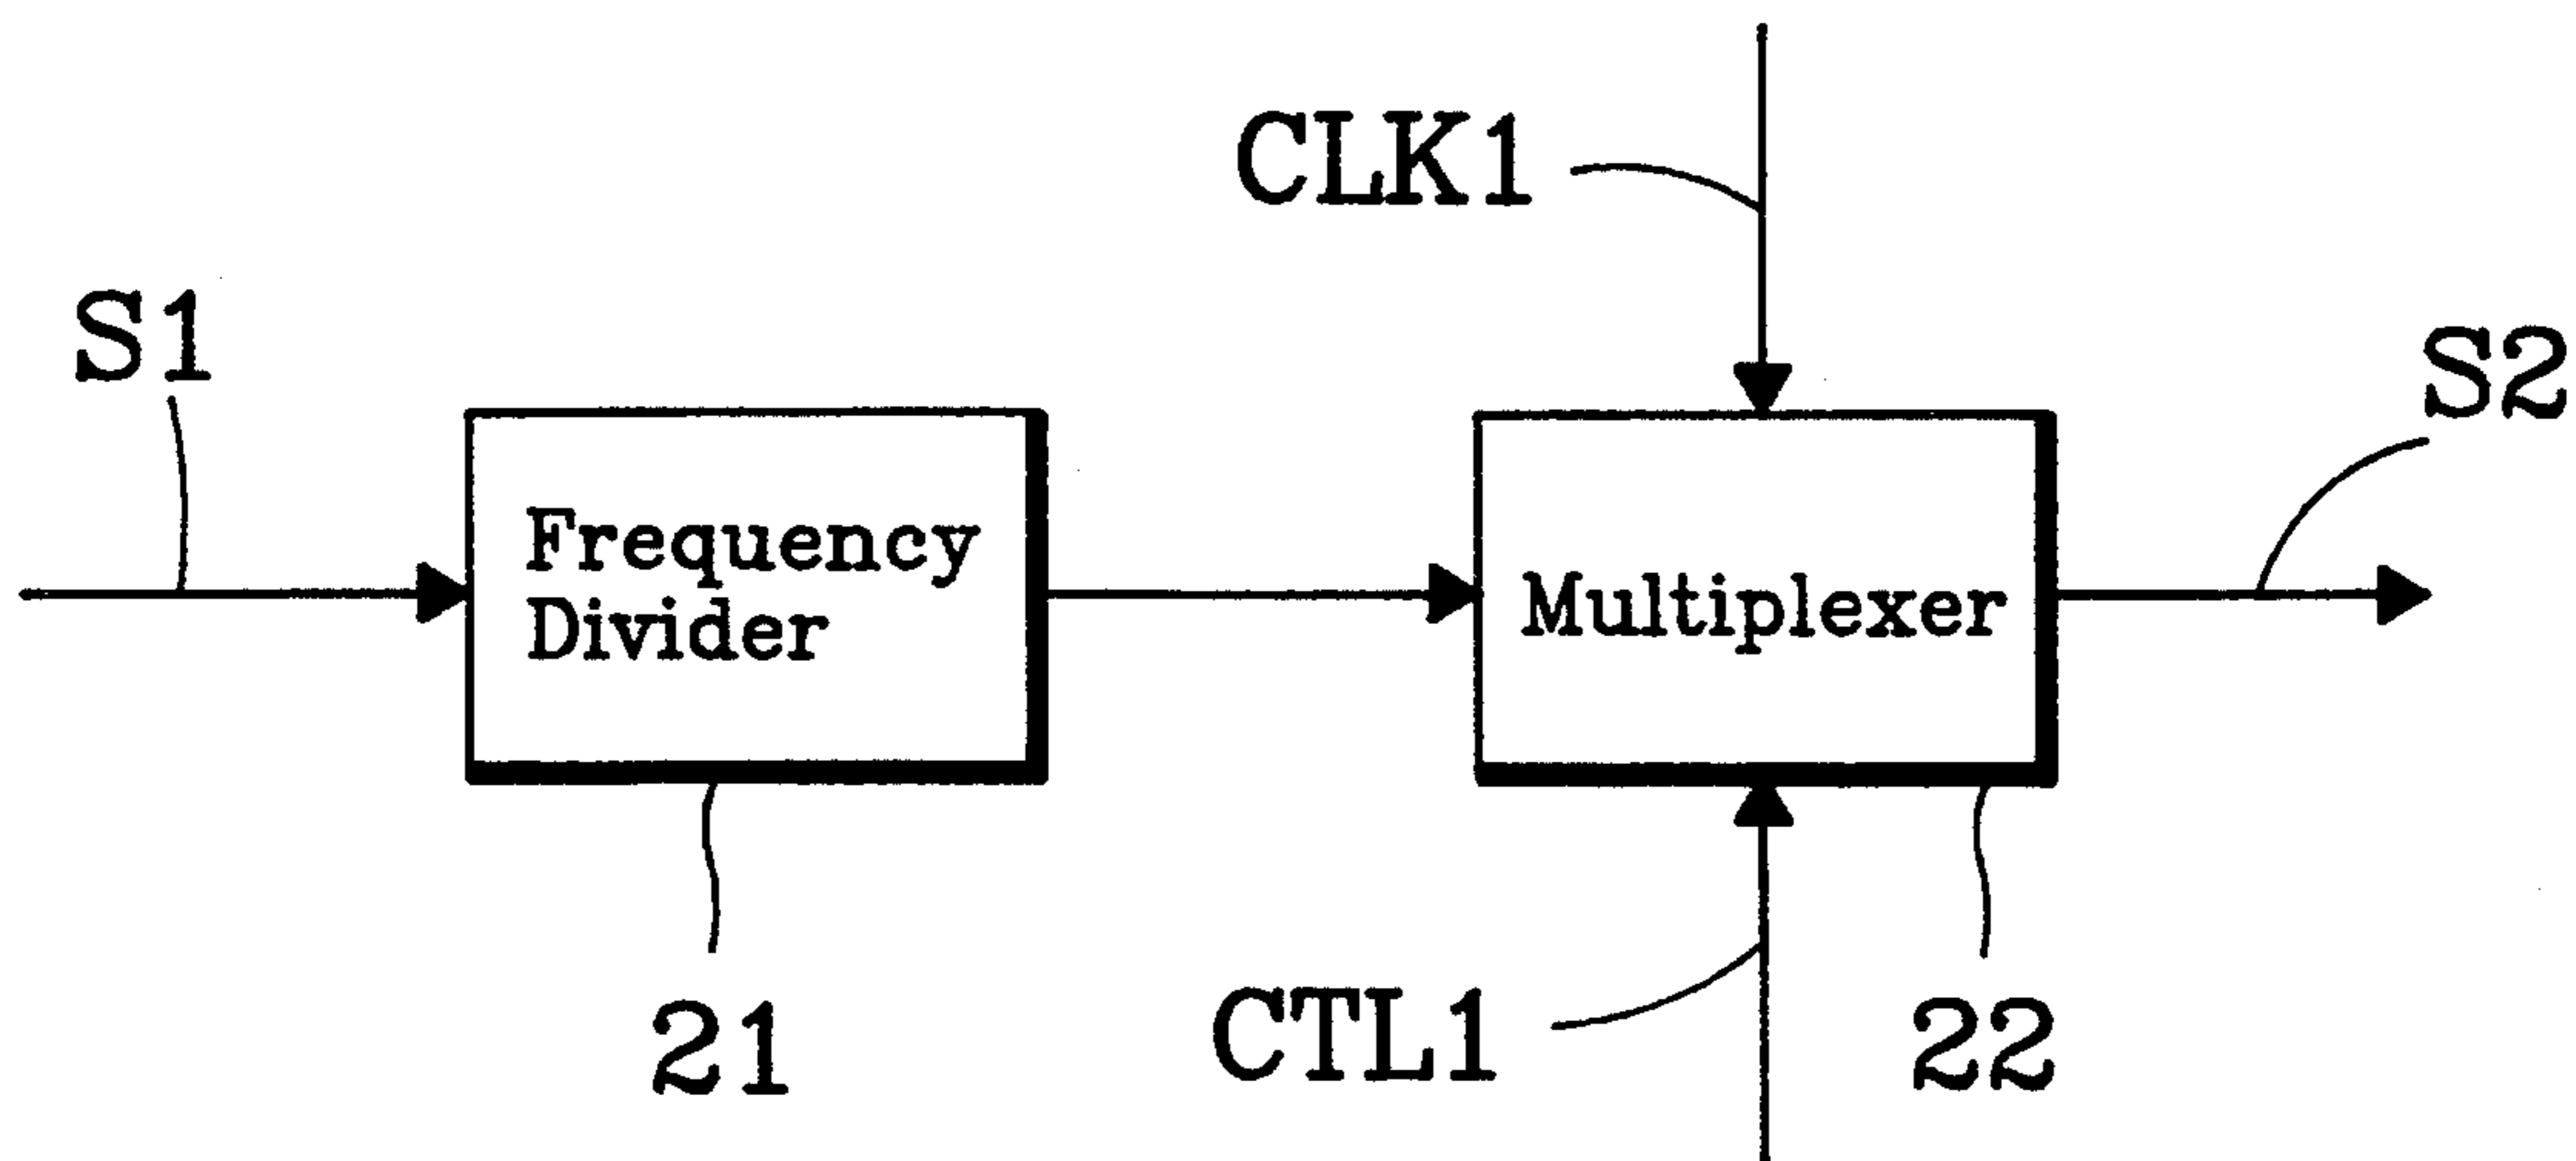 CLK1
S1
S2
Frequency
Divider
Multiplexer
21
CTL1
22